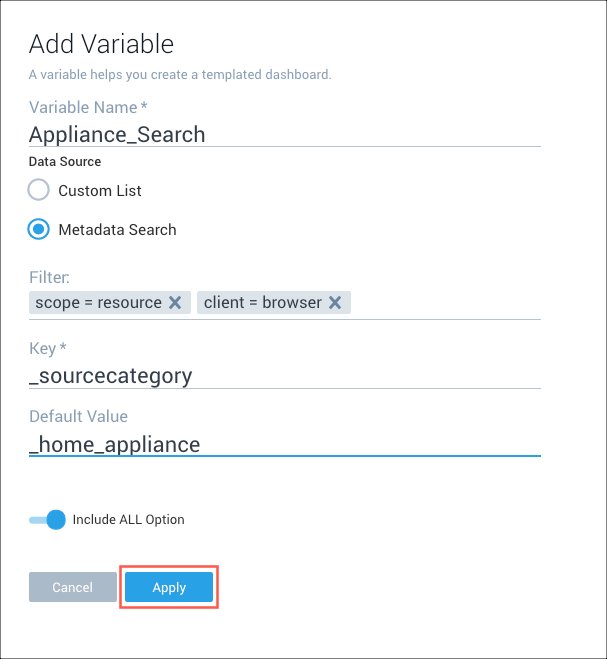 Add Variable
A variable helps you create a templated dashboard.
Variable Name *
Appliance_Search
Data Source
Custom List
Metadata Search
Filter:
scope = resource X client = browser X
Key *
_sourcecategory
Default Value
_home_appliance
Include ALL Option
Cancel Apply